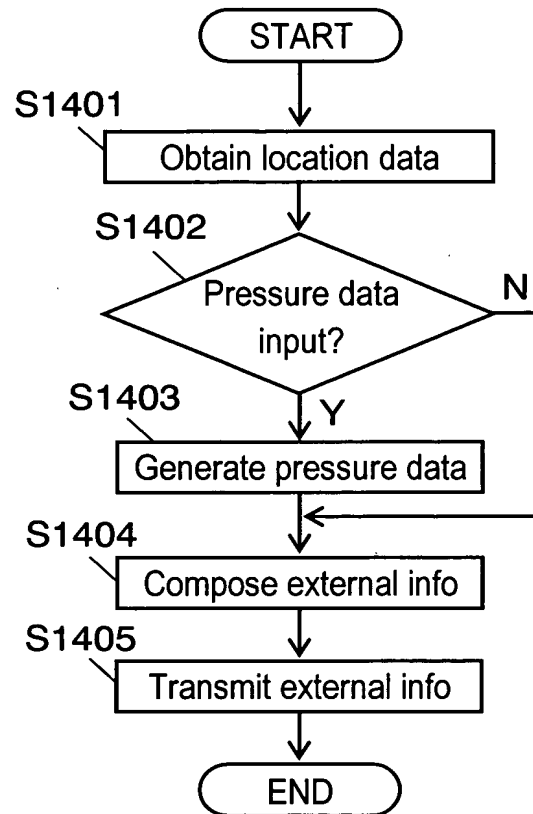 START
S1401
Obtain location data
S1402
Pressure data
input?
N
Y
S1403
Generate pressure data
S1404
Compose external info
S1405
Transmit external info
END